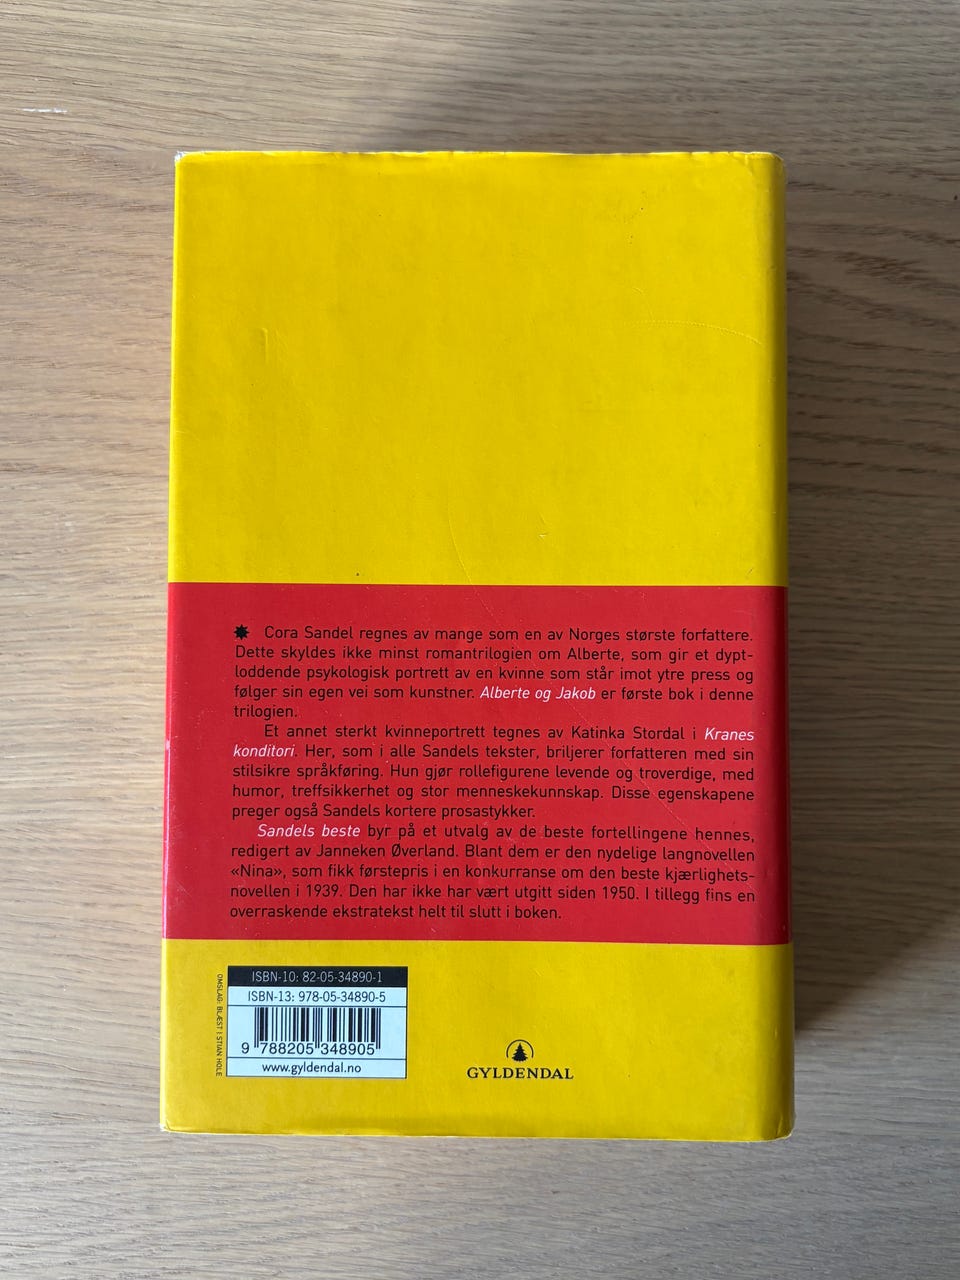 Cora Sandel regnes av mange som en av Norges største forfattere.
Dette skyldes ikke minst romantrilogien om Alberte, som gir et dypt-
loddende psykologisk portrett av en kvinne som står imot ytre press og
følger sin egen vei som kunstner. Alberte og Jakob er første bok i denne
trilogien.
Et annet sterkt kvinneportrett tegnes av Katinka Stordal i Kranes
konditori. Her, som i alle Sandels tekster, briljerer forfatteren med sin
stilsikre språkføring. Hun gjør rollefigurene levende og troverdige, med
humor, treffsikkerhet og stor menneskekunnskap. Disse egenskapene
preger også Sandels kortere prosastykker.
Sandels beste byr på et utvalg av de beste fortellingene hennes,
redigert av Janneken Øverland. Blant dem er den nydelige langnovellen
«Nina», som fikk førstepris i en konkurranse om den beste kjærlighets-
novellen i 1939. Den har ikke har vært utgitt siden 1950. I tillegg fins en
overraskende ekstratekst helt til slutt i boken.
OMSLAG: BLÆST | STIAN HOLE
ISBN-10: 82-05-34890-1
ISBN-13: 978-05-34890-5
9 788205 348905
www.gyldendal.no
GYLDENDAL